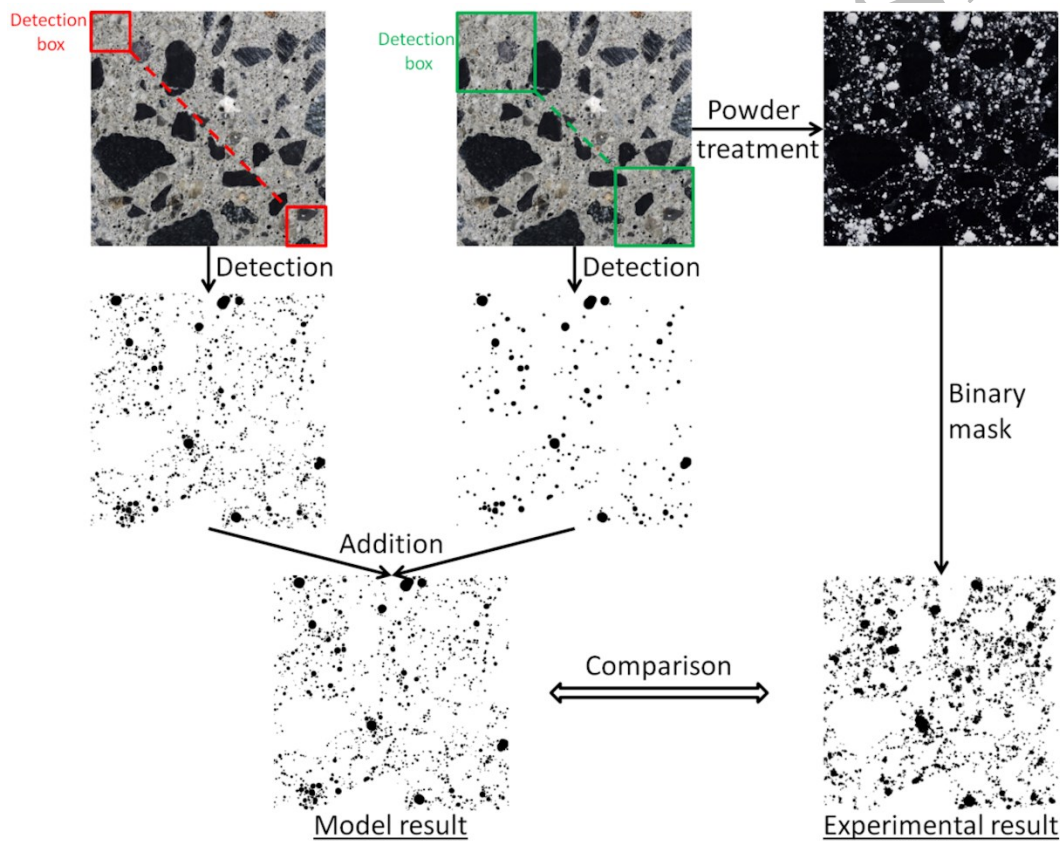 Detection
box
Detection
box
Powder
treatment
Detection
Detection
Binary
mask
Addition
Comparison
Model result
Experimental result